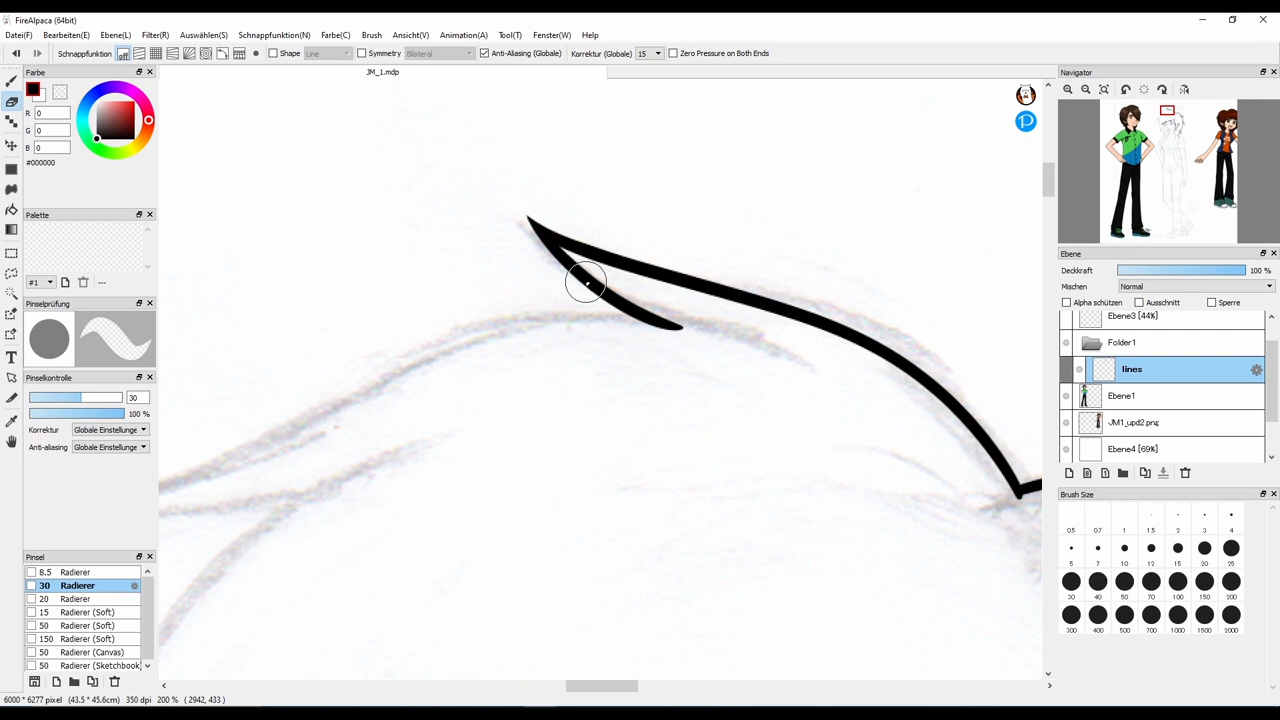 FireAlpaca (64bit)
Datei(F) Bearbeiten(E) Ebene(L) Filter(R) Auswählen(S) Schnappfunktion(N) Farbe(C) Brush Ansicht(V) Animation(A) Tool(T) Fenster(W) Help
Schnappfunktion off Shape Line Symmetry Bilateral Anti-Aliasing (Globale) Korrektur (Globale) 15 Zero Pressure on Both Ends
Farbe
JM_1.mdp
Navigator
R 0
G 0
B 0
#000000
Palette
#1 ---
Pinselprüfung
Pinselkontrolle
30
100 %
Korrektur Globale Einstellunge
Anti-aliasing Globale Einstellunge
Pinsel
8.5 Radierer
30 Radierer
20 Radierer
15 Radierer (Soft)
50 Radierer (Soft)
150 Radierer (Soft)
50 Radierer (Canvas)
50 Radierer (Sketchbook)
Ebene
Deckkraft 100 %
Mischen Normal
Alpha schützen Ausschnitt Sperre
Ebene3 [44%]
Folder1
lines
Ebene1
JM1_upd2.png
Ebene4 [69%]
Brush Size
0.5 0.7 1 1.5 2 3 4
5 7 10 12 15 20 25
30 40 50 70 100 150 200
300 400 500 700 1000 1500 2000
6000 * 6277 pixel (43.5 * 45.6cm) 350 dpi 200 % ( 2942, 433 )